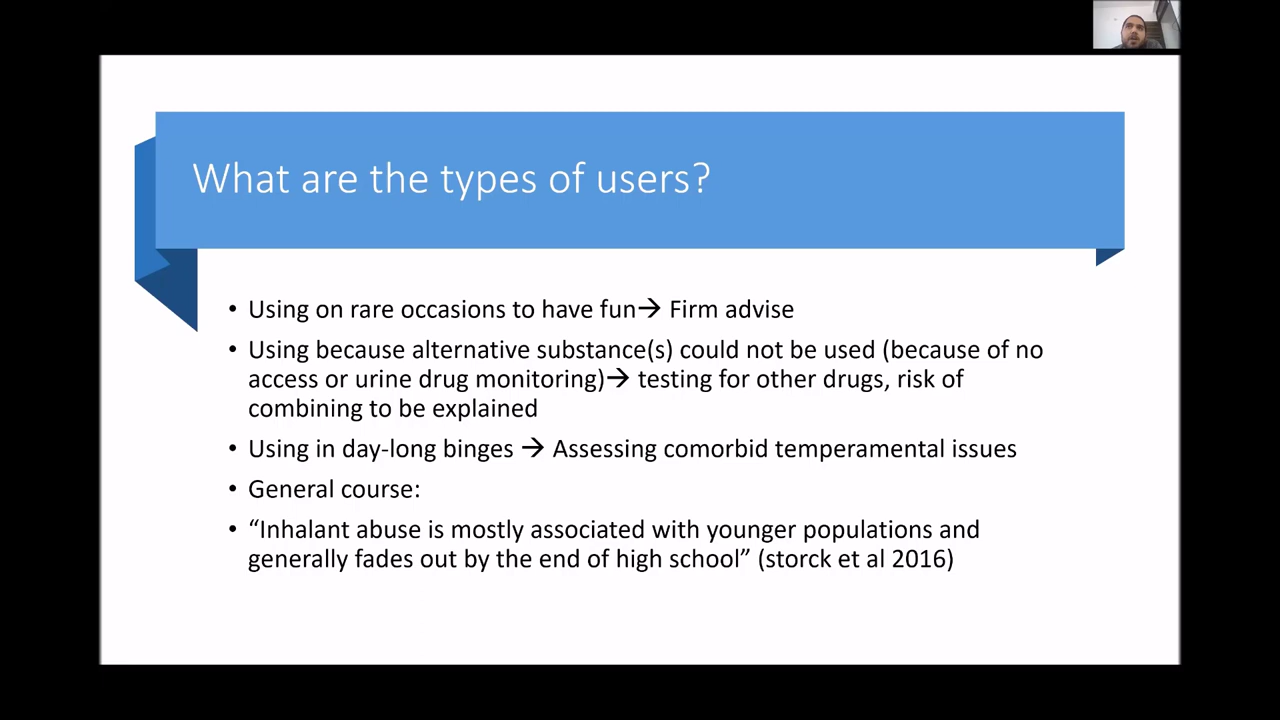 What are the types of users?
• Using on rare occasions to have fun→ Firm advise
• Using because alternative substance(s) could not be used (because of no
access or urine drug monitoring)→ testing for other drugs, risk of
combining to be explained
• Using in day-long binges → Assessing comorbid temperamental issues
• General course:
• “Inhalant abuse is mostly associated with younger populations and
generally fades out by the end of high school” (storck et al 2016)